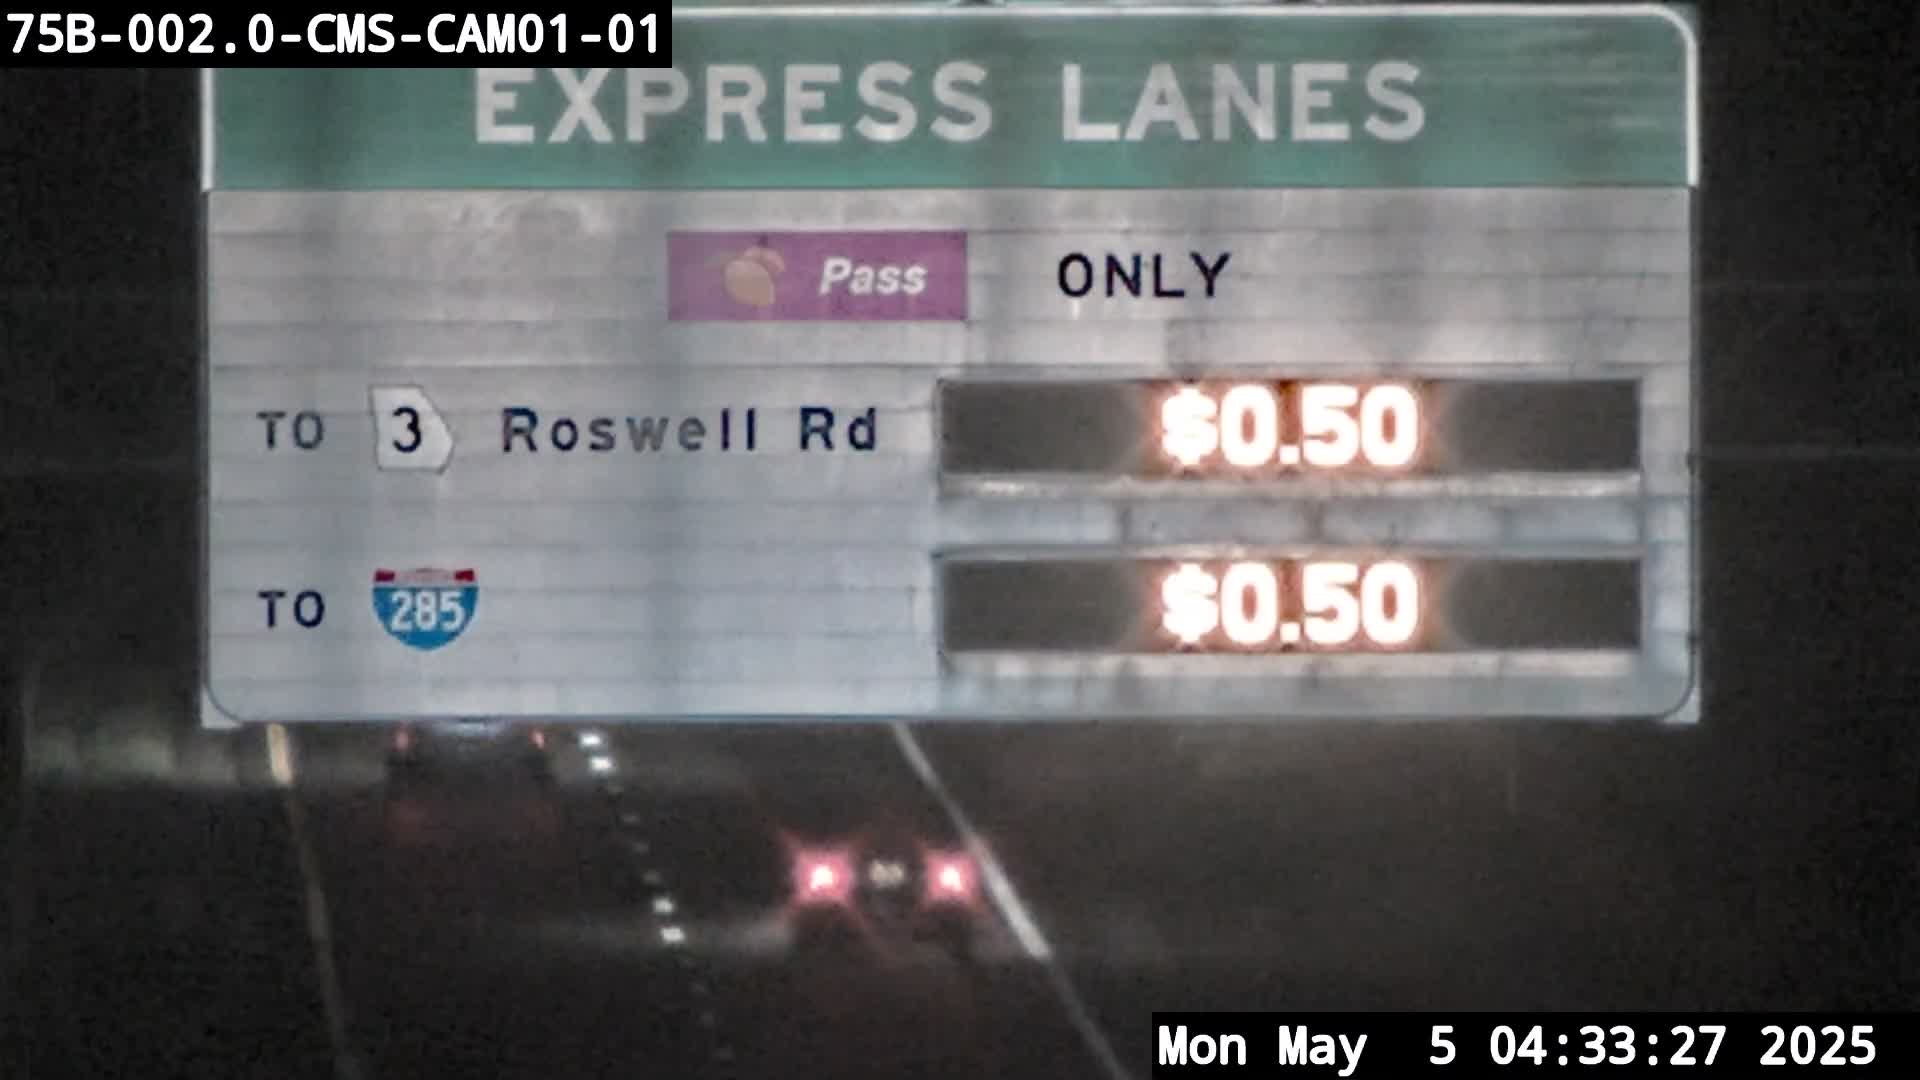 75B-002.0-CMS-CAM01-01
EXPRESS LANES
Pass ONLY
TO 3 Roswell Rd $0.50
TO 285 $0.50
Mon May 5 04:33:27 2025